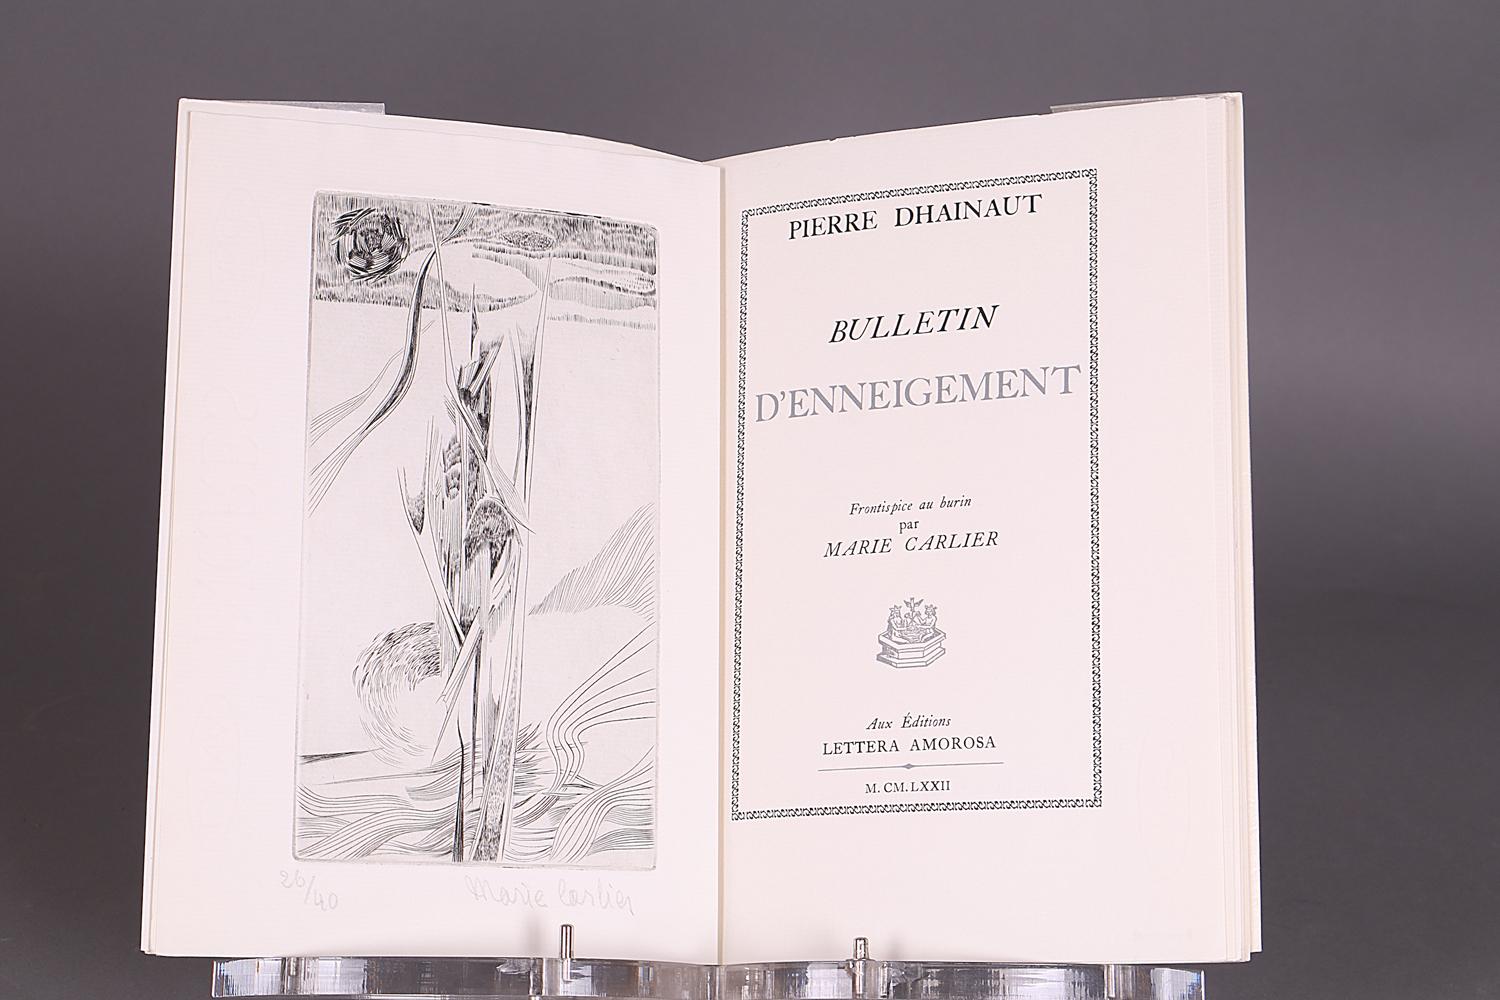 26/40
Marie Carlier
PIERRE DHAINAUT
BULLETIN
D'ENNEIGEMENT
Frontispice au burin
par
MARIE CARLIER
Aux Éditions
LETTERA AMOROSA
M. CM. LXXII